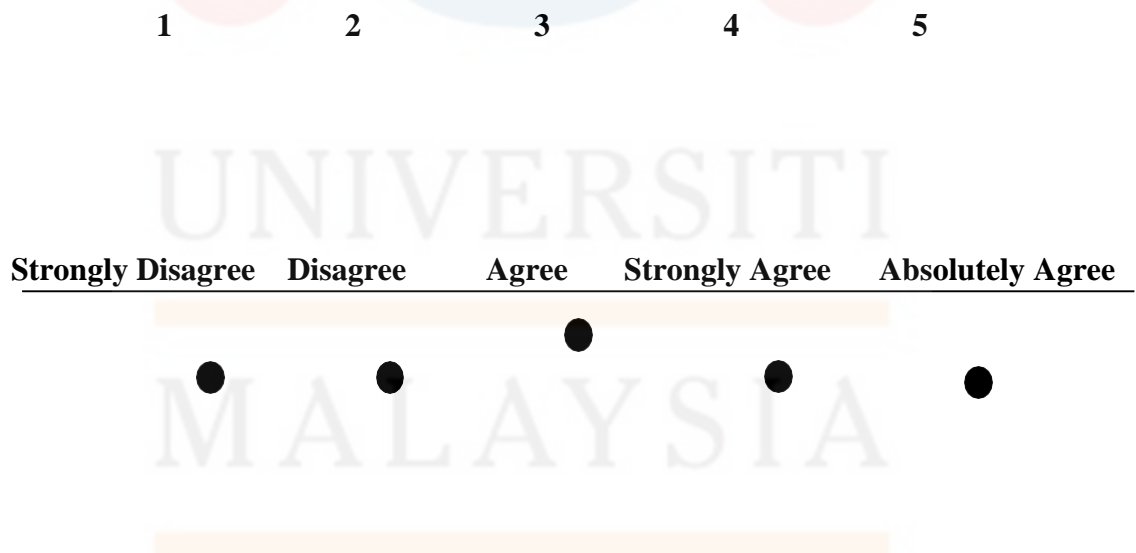 1 2 3 4 5
UNIVERSITI
Strongly Disagree Disagree Agree Strongly Agree Absolutely Agree
MALAYSIA